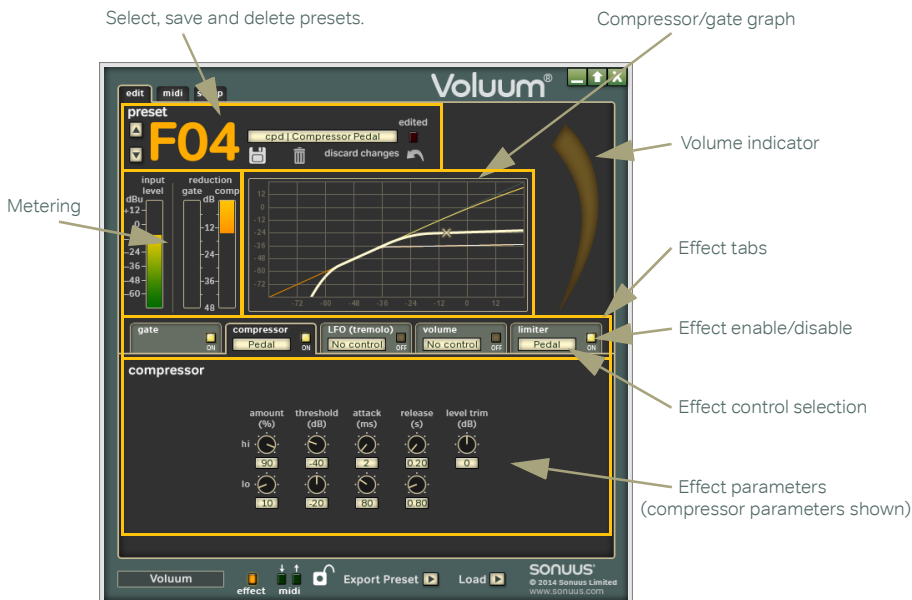 Select, save and delete presets.
Compressor/gate graph
Voluum®
edit midi
preset
F04
cpd | Compressor Pedal
edited
discard changes
Volume indicator
Metering
input level
reduction
gate comp
dBu dB
+12
0
-24
-36
-48
-60
-12
-24
-36
48
12
0
-12
-24
-36
-48
-60
-72
-72 -60 -48 -36 -24 -12 0 12
Effect tabs
gate ON
compressor Pedal ON
LFO (tremolo) No control OFF
volume No control OFF
limiter Pedal ON
Effect enable/disable
Effect control selection
compressor
amount (%) threshold (dB) attack (ms) release (s) level trim (dB)
hi 90 -40 2 0.20 0
lo 10 -20 80 0.80
Effect parameters
(compressor parameters shown)
Voluum
effect
midi
Export Preset
Load
sonuus®
© 2014 Sonuus Limited
www.sonuus.com